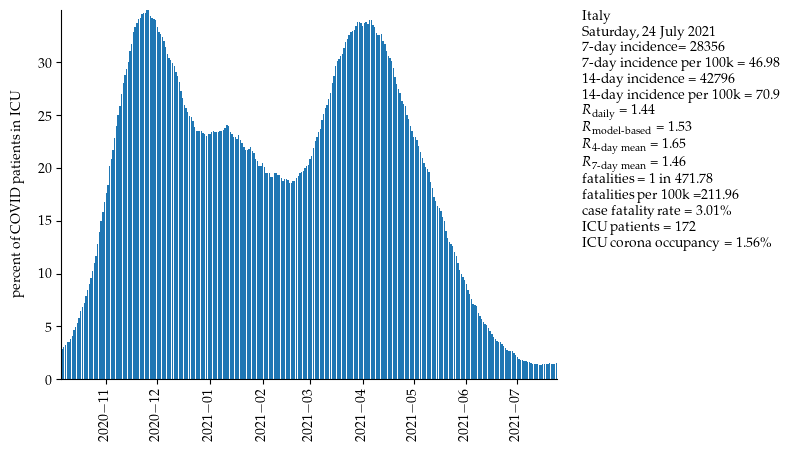 percent of COVID patients in ICU
30
25
20
15
10
5
0
2020−11
2020−12
2021−01
2021−02
2021−03
2021−04
2021−05
2021−06
2021−07
Italy
Saturday, 24 July 2021
7-day incidence= 28356
7-day incidence per 100k = 46.98
14-day incidence = 42796
14-day incidence per 100k = 70.9
R daily = 1.44
R model-based = 1.53
R 4-day mean = 1.65
R 7-day mean = 1.46
fatalities = 1 in 471.78
fatalities per 100k =211.96
case fatality rate = 3.01%
ICU patients = 172
ICU corona occupancy = 1.56%